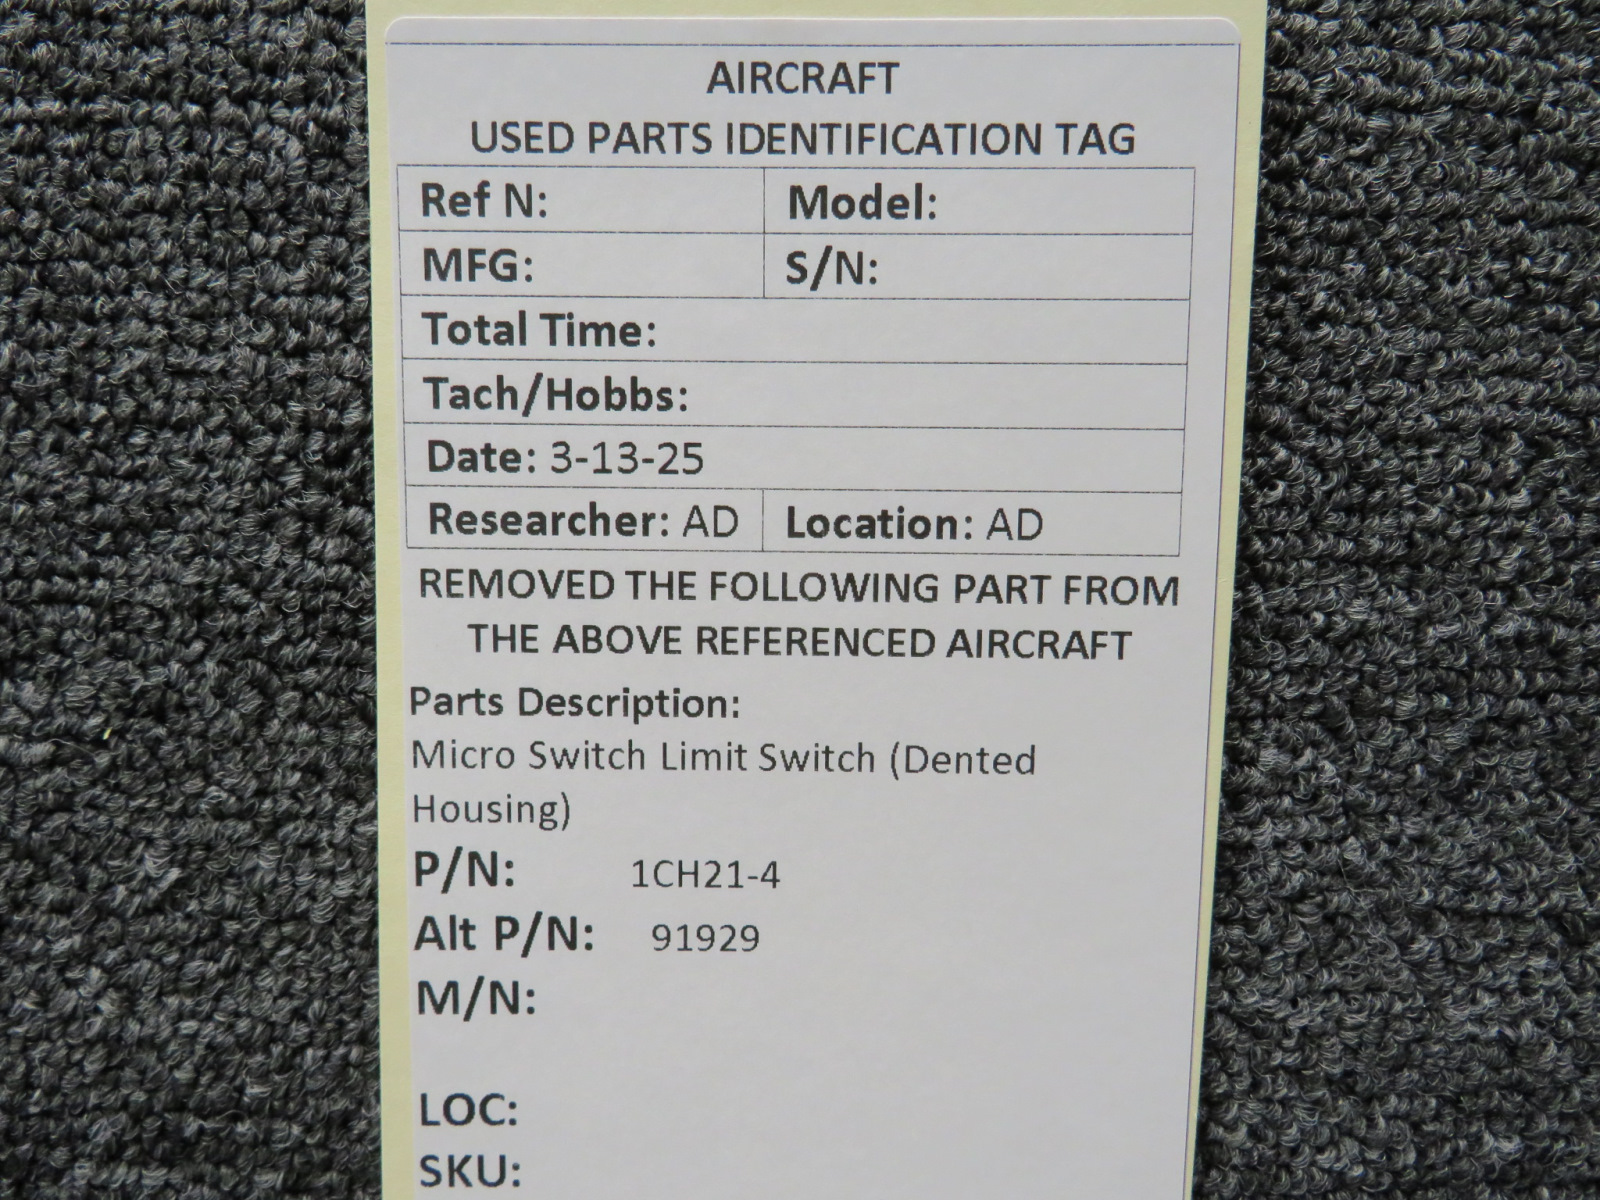 AIRCRAFT
USED PARTS IDENTIFICATION TAG
Ref N: Model:
MFG: S/N:
Total Time:
Tach/Hobbs:
Date: 3-13-25
Researcher: AD Location: AD
REMOVED THE FOLLOWING PART FROM
THE ABOVE REFERENCED AIRCRAFT
Parts Description:
Micro Switch Limit Switch (Dented
Housing)
P/N: 1CH21-4
Alt P/N: 91929
M/N:
LOC:
SKU: